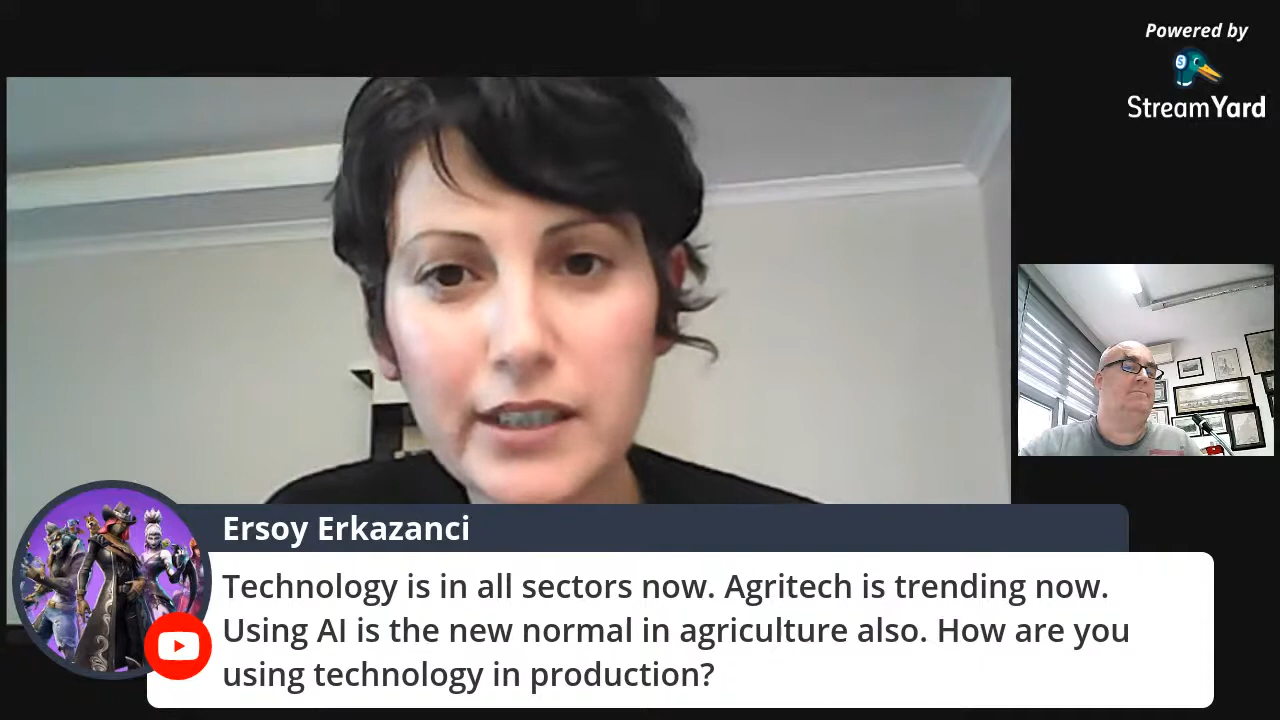 Powered by
StreamYard
Ersoy Erkazanci
Technology is in all sectors now. Agritech is trending now.
Using AI is the new normal in agriculture also. How are you
using technology in production?